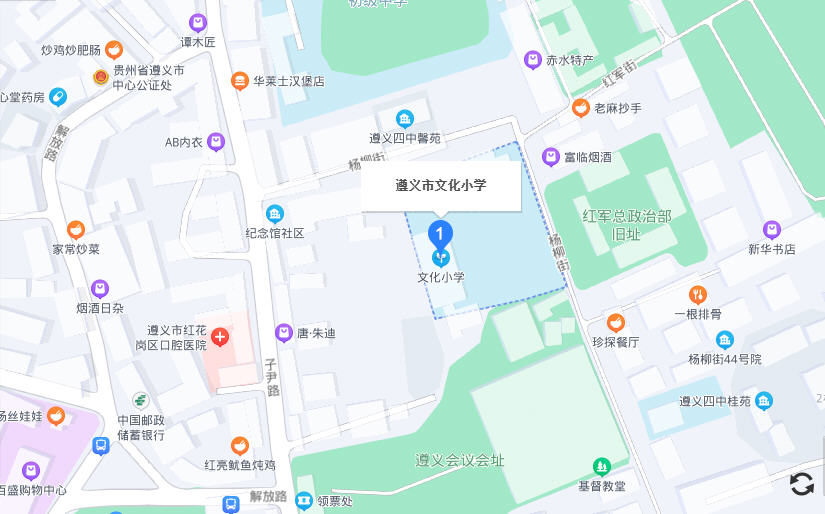 初级中学
谭木匠
炒鸡炒肥肠
贵州省遵义市
中心公证处
心堂药房
华莱士汉堡店
赤水特产
红军街
老麻抄手
解放路
AB内衣
遵义四中馨苑
杨柳街
富临烟酒
遵义市文化小学
红军总政治部
旧址
纪念馆社区
家常炒菜
1
文化小学
杨柳街
新华书店
烟酒日杂
一根排骨
遵义市红花
岗区口腔医院
唐·朱迪
珍探餐厅
杨柳街44号院
子尹路
汤丝娃娃
中国邮政
储蓄银行
遵义四中桂苑
红亮鱿鱼炖鸡
遵义会议会址
百盛购物中心
解放路
领票处
基督教堂